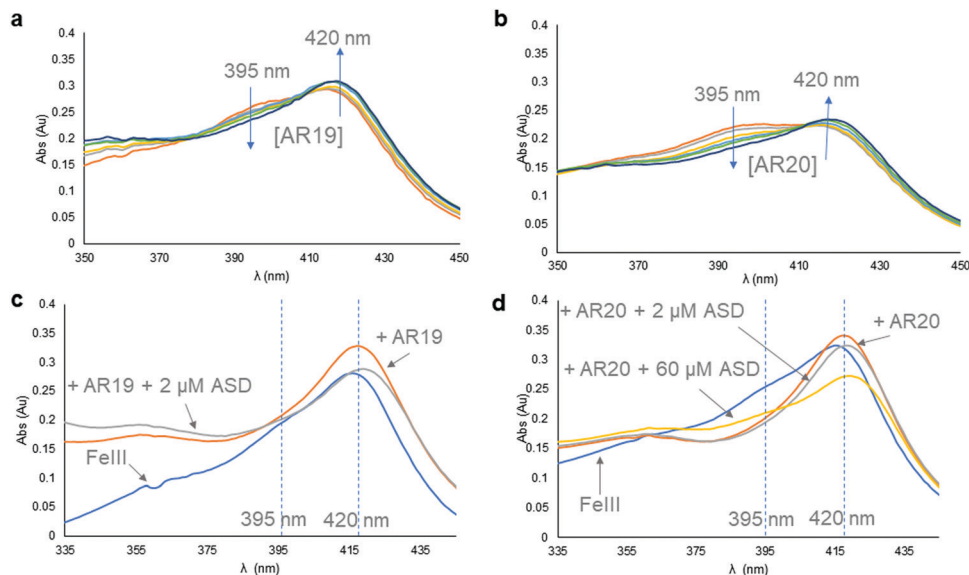 a
0.4
0.35
0.3
0.25
0.2
0.15
0.1
0.05
0
Abs (Au)
420 nm
395 nm
[AR19]
350 370 390 410 430 450
λ (nm)
b
0.4
0.35
0.3
0.25
0.2
0.15
0.1
0.05
0
Abs (Au)
420 nm
395 nm
[AR20]
350 370 390 410 430 450
λ (nm)
c
0.4
0.35
0.3
0.25
0.2
0.15
0.1
0.05
0
Abs (Au)
+ AR19
+ AR19 + 2 µM ASD
FeIII
395 nm 420 nm
335 355 375 395 415 435
λ (nm)
d
0.4
0.35
0.3
0.25
0.2
0.15
0.1
0.05
0
Abs (Au)
+ AR20 + 2 µM ASD
+ AR20
+ AR20 + 60 µM ASD
FeIII
395 nm 420 nm
335 355 375 395 415 435
λ (nm)